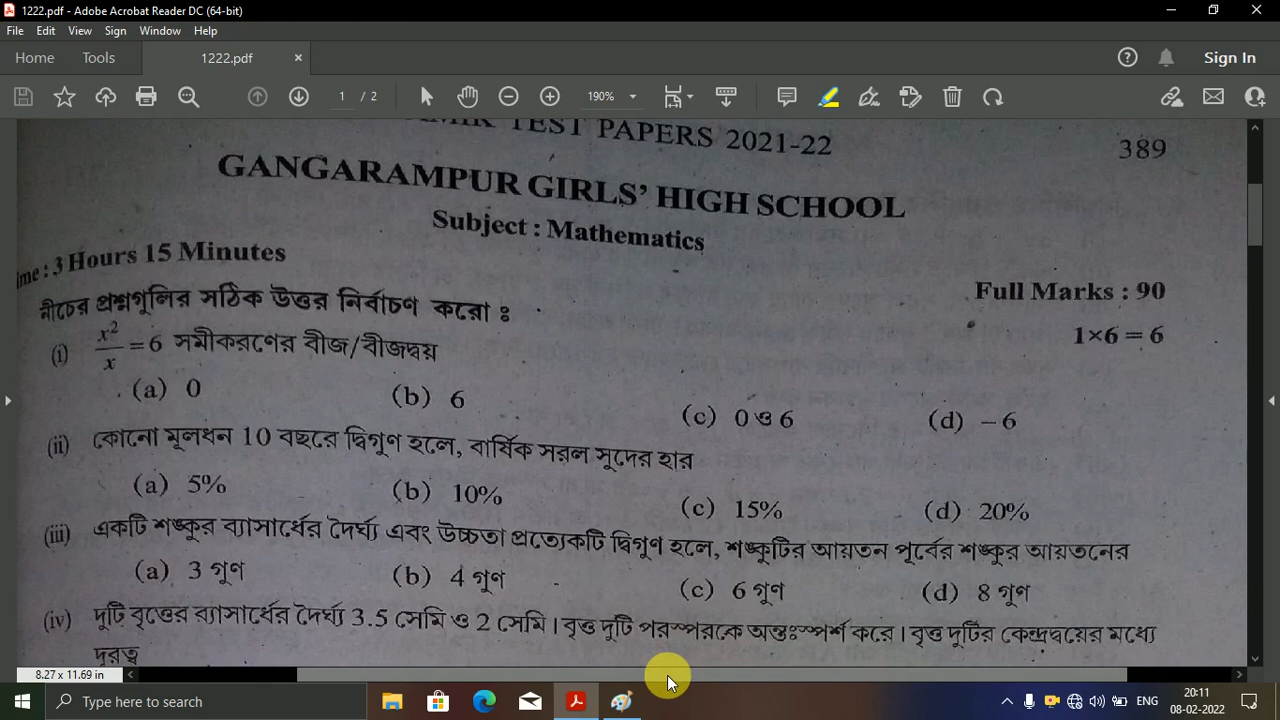 1222.pdf - Adobe Acrobat Reader DC (64-bit)
File Edit View Sign Window Help
Home Tools 1222.pdf × Sign In
1 / 2 190%
TEST PAPERS 2021-22 389
GANGARAMPUR GIRLS' HIGH SCHOOL
Subject : Mathematics
me : 3 Hours 15 Minutes
Full Marks : 90
নীচের প্রশ্নগুলির সঠিক উত্তর নির্বাচণ করো ঃ 1×6 = 6
(i) x²/x = 6 সমীকরণের বীজ/বীজদ্বয়
(a) 0 (b) 6 (c) 0 ও 6 (d) – 6
(ii) কোনো মূলধন 10 বছরে দ্বিগুণ হলে, বার্ষিক সরল সুদের হার
(a) 5% (b) 10% (c) 15% (d) 20%
(iii) একটি শঙ্কুর ব্যাসার্ধের দৈর্ঘ্য এবং উচ্চতা প্রত্যেকটি দ্বিগুণ হলে, শঙ্কুটির আয়তন পূর্বের শঙ্কুর আয়তনের
(a) 3 গুণ (b) 4 গুণ (c) 6 গুণ (d) 8 গুণ
(iv) দুটি বৃত্তের ব্যাসার্ধের দৈর্ঘ্য 3.5 সেমি ও 2 সেমি। বৃত্ত দুটি পরস্পরকে অন্তঃস্পর্শ করে। বৃত্ত দুটির কেন্দ্রদ্বয়ের মধ্যে
দূরত্ব
8.27 x 11.69 in
Type here to search
ENG 20:11
08-02-2022